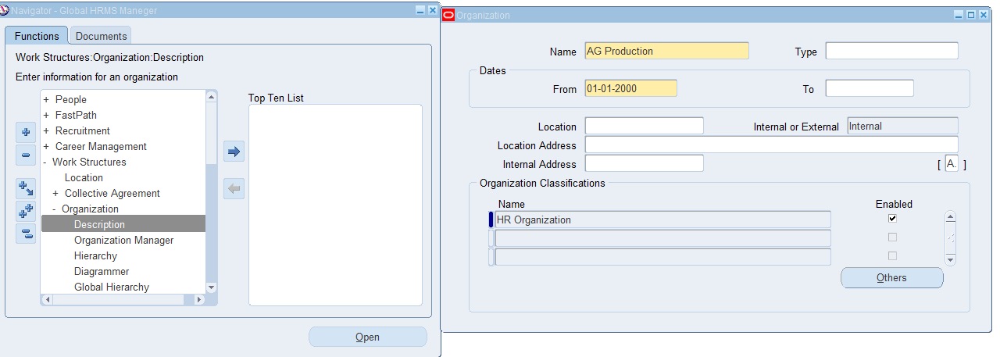 Navigator - Global HRMS Maneger
Functions
Documents
Work Structures:Organization:Description
Enter information for an organization
+ People
+ FastPath
+ Recruitment
+ Career Management
- Work Structures
Location
+ Collective Agreement
- Organization
Description
Organization Manager
Hierarchy
Diagrammer
Global Hierarchy
Top Ten List
Open
Organization
Name AG Production Type
Dates
From 01-01-2000 To
Location Internal or External Internal
Location Address
Internal Address [ A. ]
Organization Classifications
Name Enabled
HR Organization
Others